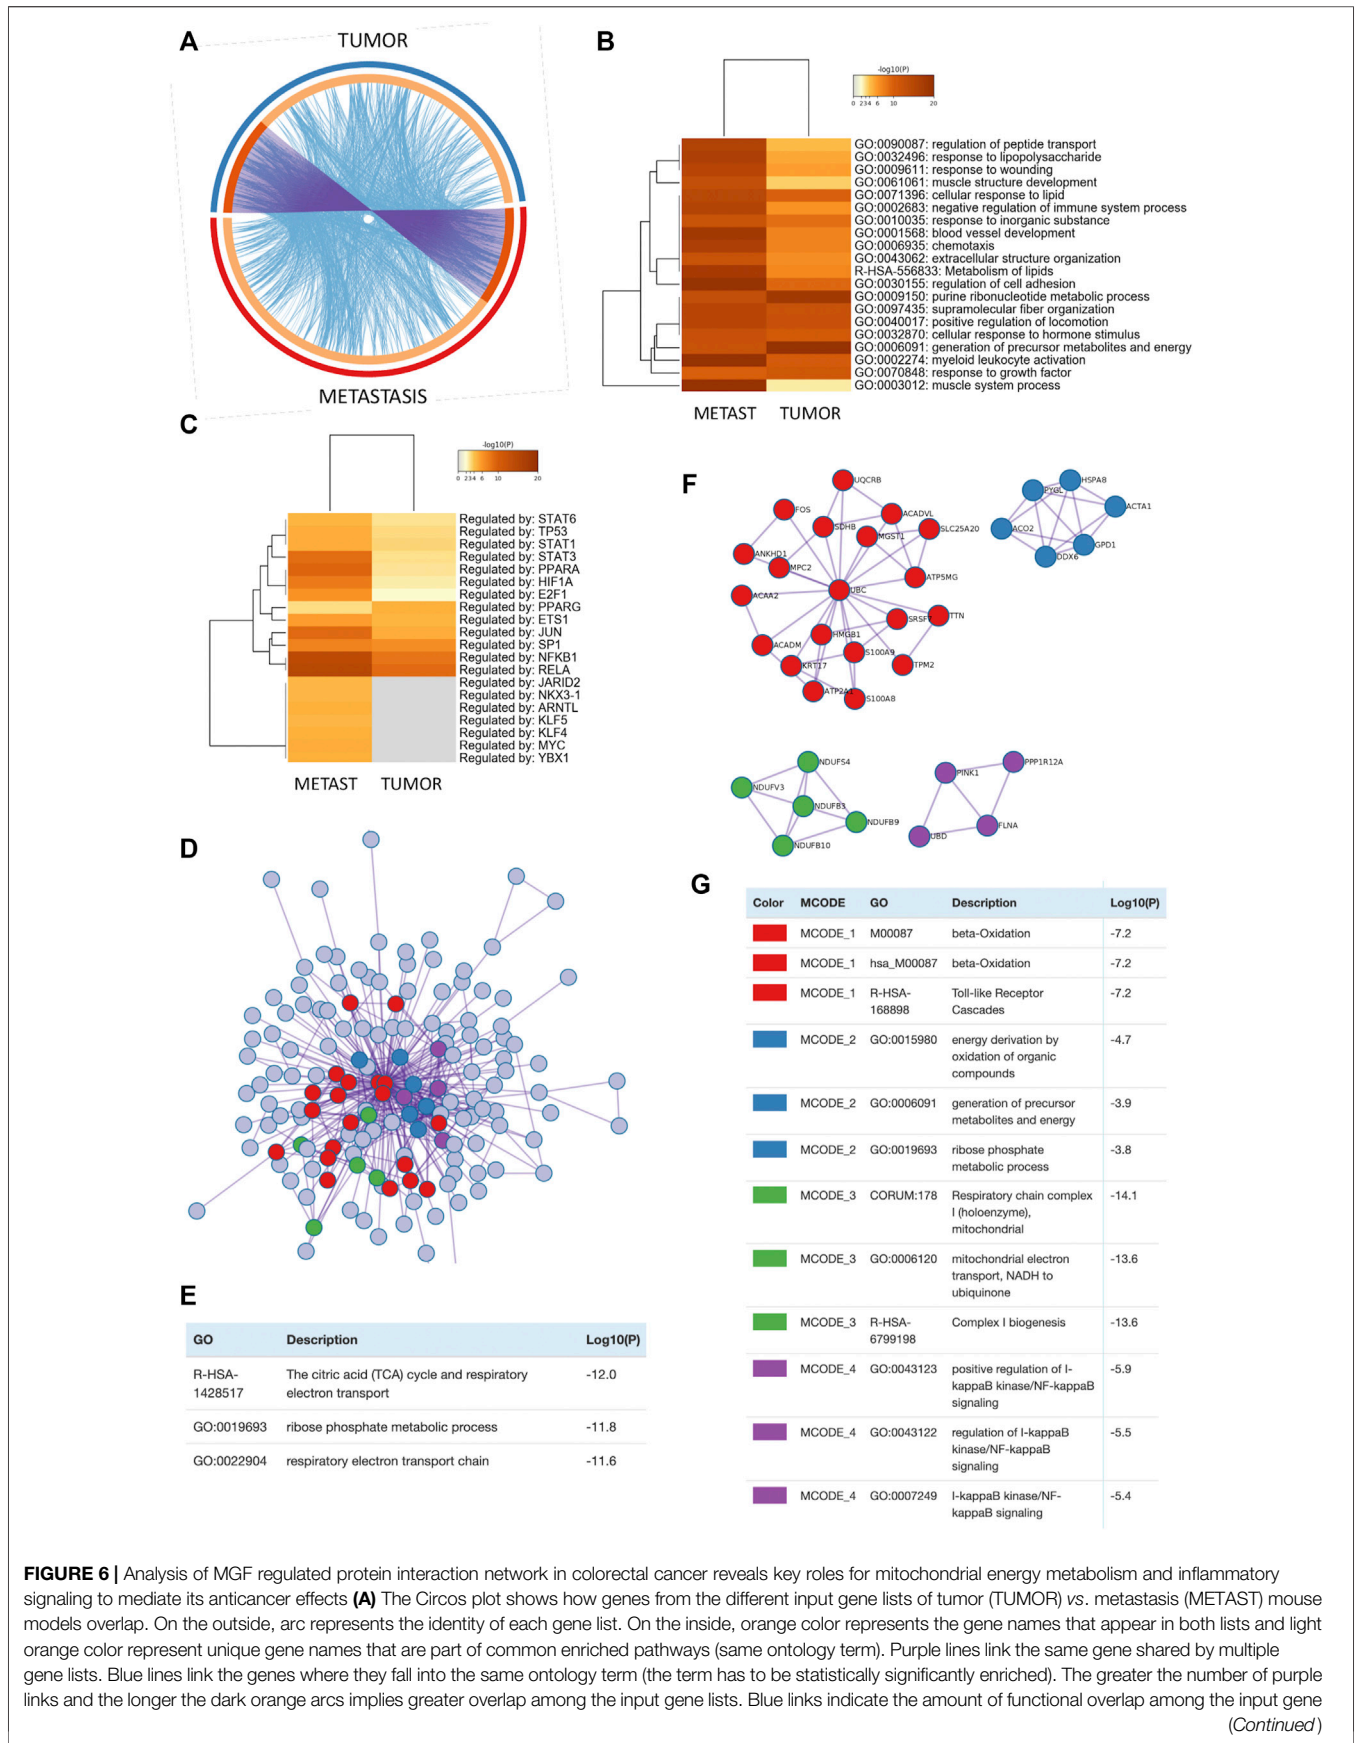 A
TUMOR
METASTASIS
B
-log10(P)
0 2 3 4 6 10 20
GO:0090087: regulation of peptide transport
GO:0032496: response to lipopolysaccharide
GO:0009611: response to wounding
GO:0061061: muscle structure development
GO:0071396: cellular response to lipid
GO:0002683: negative regulation of immune system process
GO:0010035: response to inorganic substance
GO:0001568: blood vessel development
GO:0006935: chemotaxis
GO:0043062: extracellular structure organization
R-HSA-556833: Metabolism of lipids
GO:0030155: regulation of cell adhesion
GO:0009150: purine ribonucleotide metabolic process
GO:0097435: supramolecular fiber organization
GO:0040017: positive regulation of locomotion
GO:0032870: cellular response to hormone stimulus
GO:0006091: generation of precursor metabolites and energy
GO:0002274: myeloid leukocyte activation
GO:0070848: response to growth factor
GO:0003012: muscle system process
METAST TUMOR
C
-log10(P)
0 2 3 4 6 10 20
Regulated by: STAT6
Regulated by: TP53
Regulated by: STAT1
Regulated by: STAT3
Regulated by: PPARA
Regulated by: HIF1A
Regulated by: E2F1
Regulated by: PPARG
Regulated by: ETS1
Regulated by: JUN
Regulated by: SP1
Regulated by: NFKB1
Regulated by: RELA
Regulated by: JARID2
Regulated by: NKX3-1
Regulated by: ARNTL
Regulated by: KLF5
Regulated by: KLF4
Regulated by: MYC
Regulated by: YBX1
METAST TUMOR
D
E
GO Description Log10(P)
R-HSA- The citric acid (TCA) cycle and respiratory -12.0
1428517 electron transport
GO:0019693 ribose phosphate metabolic process -11.8
GO:0022904 respiratory electron transport chain -11.6
F
UQCRB
FOS
ACADVL
SDHB
SLC25A20
MGST1
ANKHD1
MPC2
ATP5MG
UBC
ACAA2
TTN
SRSF7
HMGB1
ACADM
S100A9
KRT17
TPM2
ATP2A1
S100A8
HSPA8
PYGL
ACTA1
ACO2
GPD1
DDX6
NDUFS4
NDUFV3
NDUFB3
NDUFB9
NDUFB10
PPP1R12A
PINK1
FLNA
UBD
G
Color MCODE GO Description Log10(P)
MCODE_1 M00087 beta-Oxidation -7.2
MCODE_1 hsa_M00087 beta-Oxidation -7.2
MCODE_1 R-HSA- Toll-like Receptor -7.2
168898 Cascades
MCODE_2 GO:0015980 energy derivation by -4.7
oxidation of organic
compounds
MCODE_2 GO:0006091 generation of precursor -3.9
metabolites and energy
MCODE_2 GO:0019693 ribose phosphate -3.8
metabolic process
MCODE_3 CORUM:178 Respiratory chain complex -14.1
I (holoenzyme),
mitochondrial
MCODE_3 GO:0006120 mitochondrial electron -13.6
transport, NADH to
ubiquinone
MCODE_3 R-HSA- Complex I biogenesis -13.6
6799198
MCODE_4 GO:0043123 positive regulation of I- -5.9
kappaB kinase/NF-kappaB
signaling
MCODE_4 GO:0043122 regulation of I-kappaB -5.5
kinase/NF-kappaB
signaling
MCODE_4 GO:0007249 I-kappaB kinase/NF- -5.4
kappaB signaling
FIGURE 6 | Analysis of MGF regulated protein interaction network in colorectal cancer reveals key roles for mitochondrial energy metabolism and inflammatory
signaling to mediate its anticancer effects (A) The Circos plot shows how genes from the different input gene lists of tumor (TUMOR) vs. metastasis (METAST) mouse
models overlap. On the outside, arc represents the identity of each gene list. On the inside, orange color represents the gene names that appear in both lists and light
orange color represent unique gene names that are part of common enriched pathways (same ontology term). Purple lines link the same gene shared by multiple
gene lists. Blue lines link the genes where they fall into the same ontology term (the term has to be statistically significantly enriched). The greater the number of purple
links and the longer the dark orange arcs implies greater overlap among the input gene lists. Blue links indicate the amount of functional overlap among the input gene
(Continued)